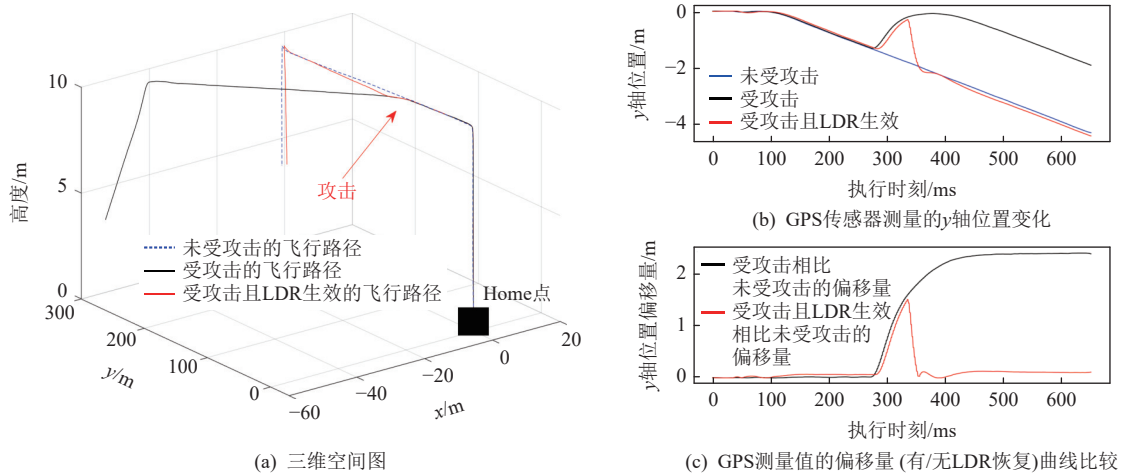 10
5
0
高度/m
300
200
100
0
y/m
−60
−40
−20
0
20
x/m
攻击
未受攻击的飞行路径
受攻击的飞行路径
受攻击且LDR生效的飞行路径
Home点
(a) 三维空间图
0
−2
−4
y轴位置/m
未受攻击
受攻击
受攻击且LDR生效
0 100 200 300 400 500 600
执行时刻/ms
(b) GPS传感器测量的y轴位置变化
2
1
0
y轴位置偏移量/m
受攻击相比
未受攻击的偏移量
受攻击且LDR生效
相比未受攻击的
偏移量
0 100 200 300 400 500 600
执行时刻/ms
(c) GPS测量值的偏移量 (有/无LDR恢复)曲线比较